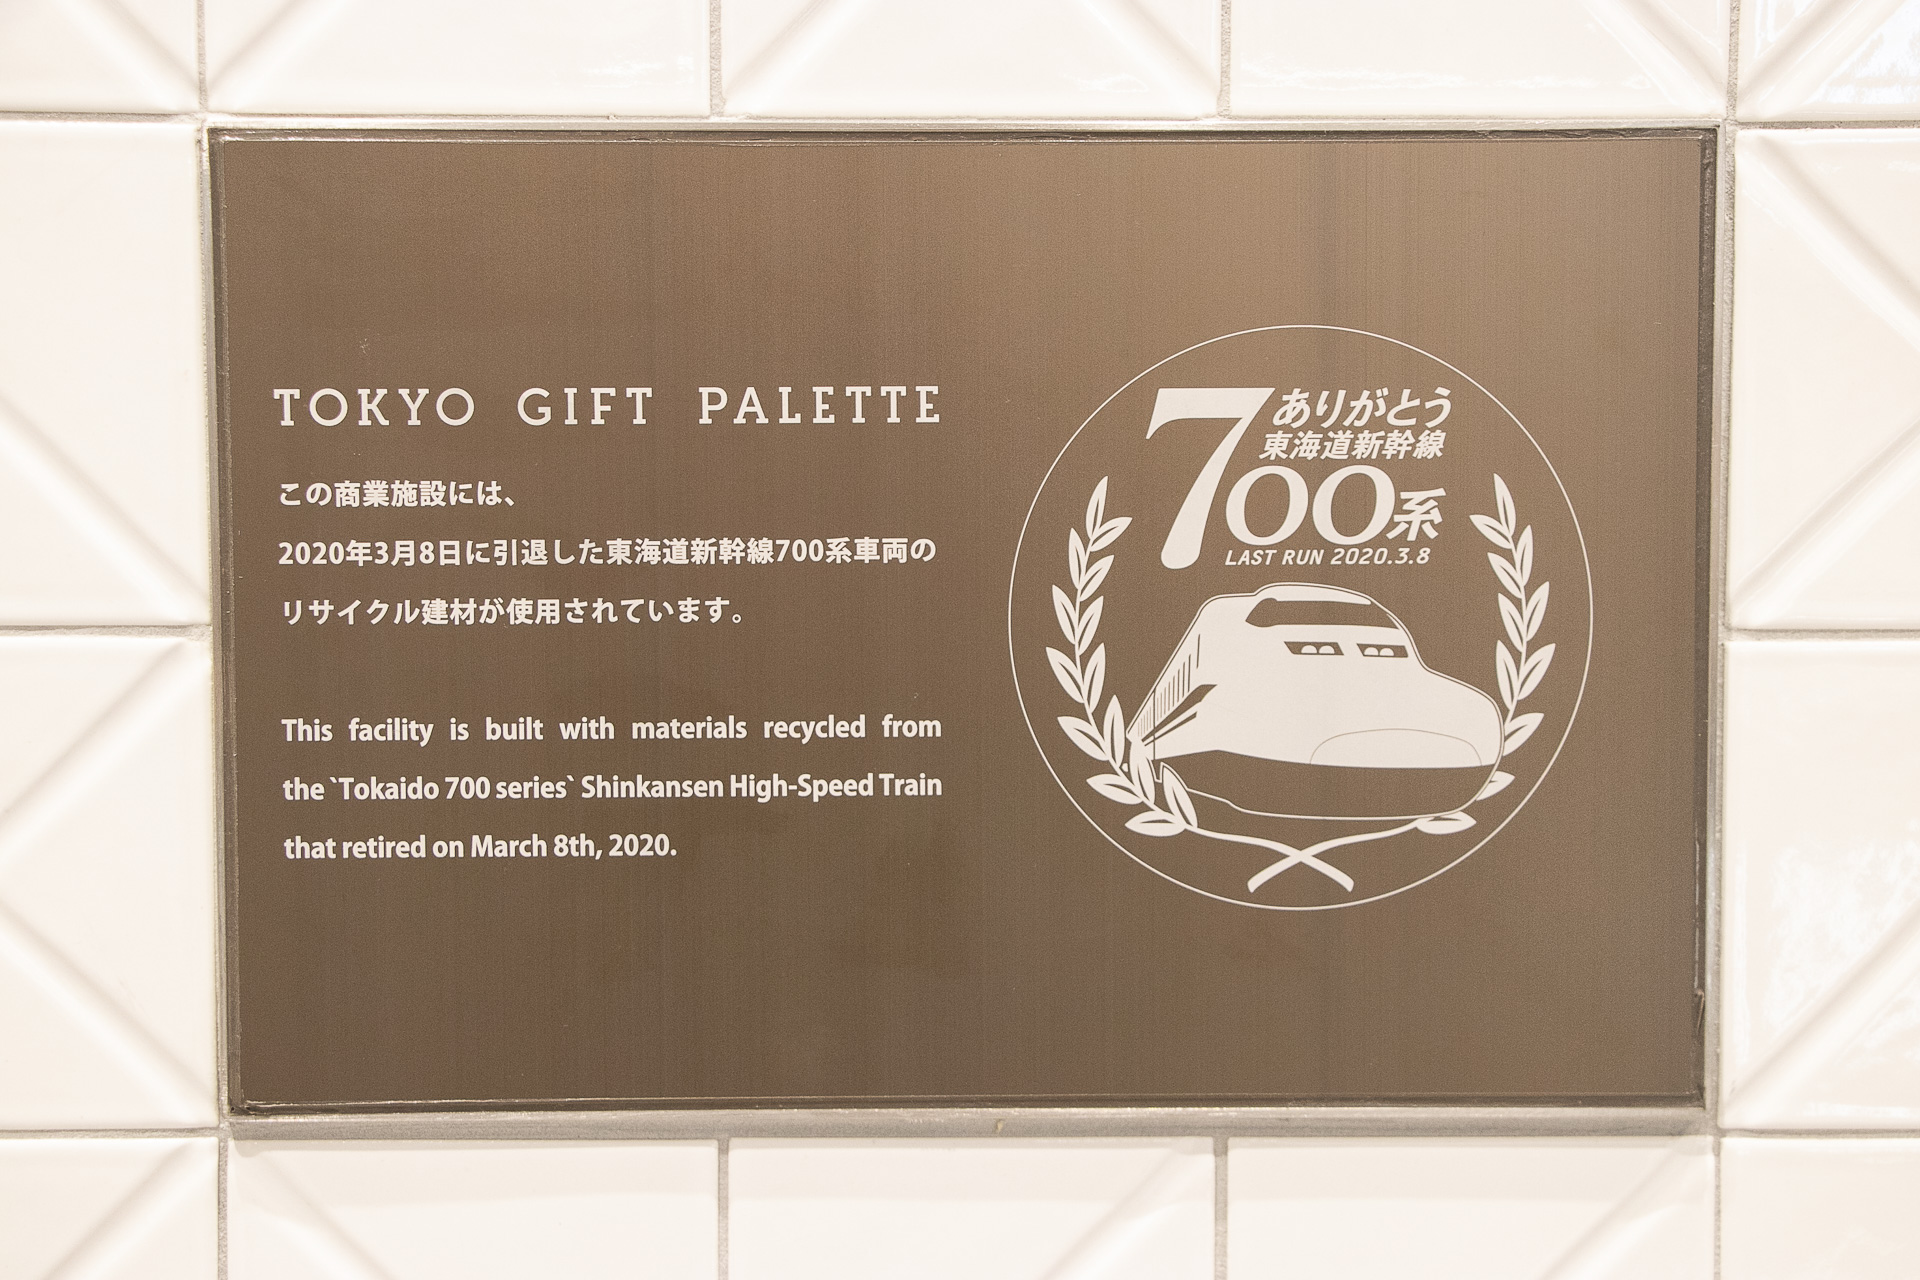 TOKYO GIFT PALETTE
この商業施設には、
2020年3月8日に引退した東海道新幹線700系車両の
リサイクル建材が使用されています。
This facility is built with materials recycled from
the `Tokaido 700 series` Shinkansen High-Speed Train
that retired on March 8th, 2020.
ありがとう
東海道新幹線
700系
LAST RUN 2020.3.8